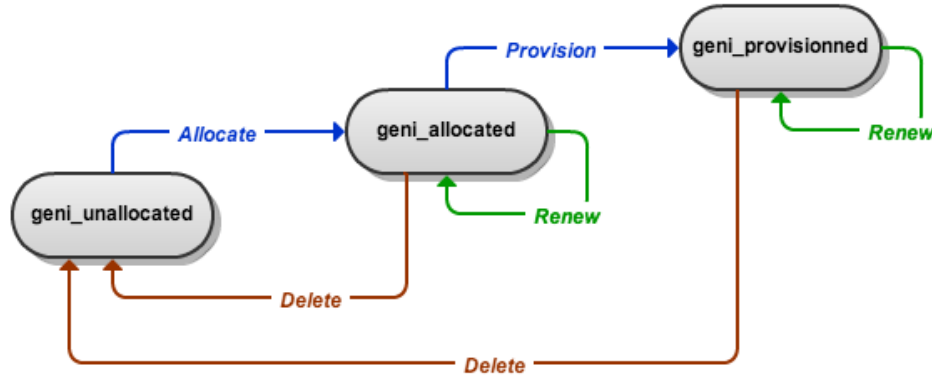 geni_provisionned
Provision
Renew
geni_allocated
Allocate
Renew
geni_unallocated
Delete
Delete